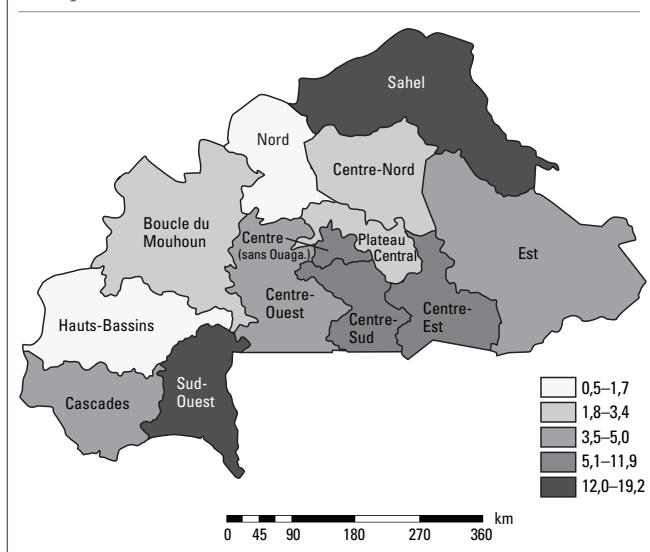 Sahel
Nord
Centre-Nord
Boucle du
Mouhoun
Centre
(sans Ouaga.)
Plateau
Central
Est
Hauts-Bassins
Centre-
Ouest
Centre-
Sud
Centre-
Est
Cascades
Sud-
Ouest
0,5–1,7
1,8–3,4
3,5–5,0
5,1–11,9
12,0–19,2
km
0 45 90 180 270 360